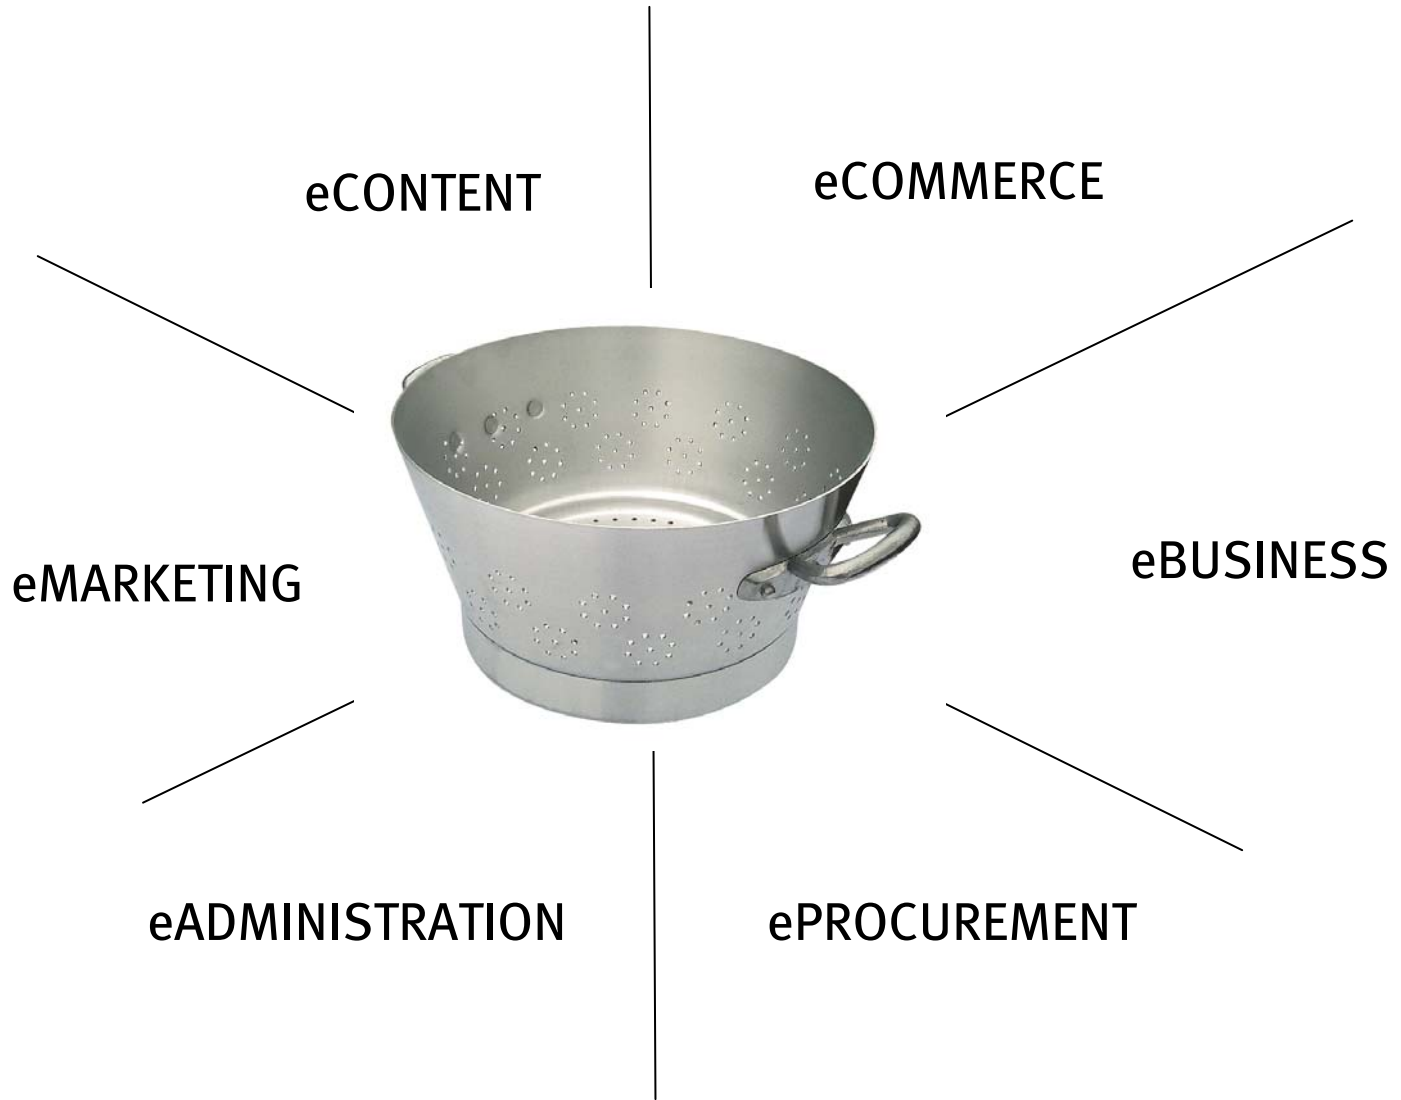 eCONTENT
eCOMMERCE
eMARKETING
eBUSINESS
eADMINISTRATION
ePROCUREMENT